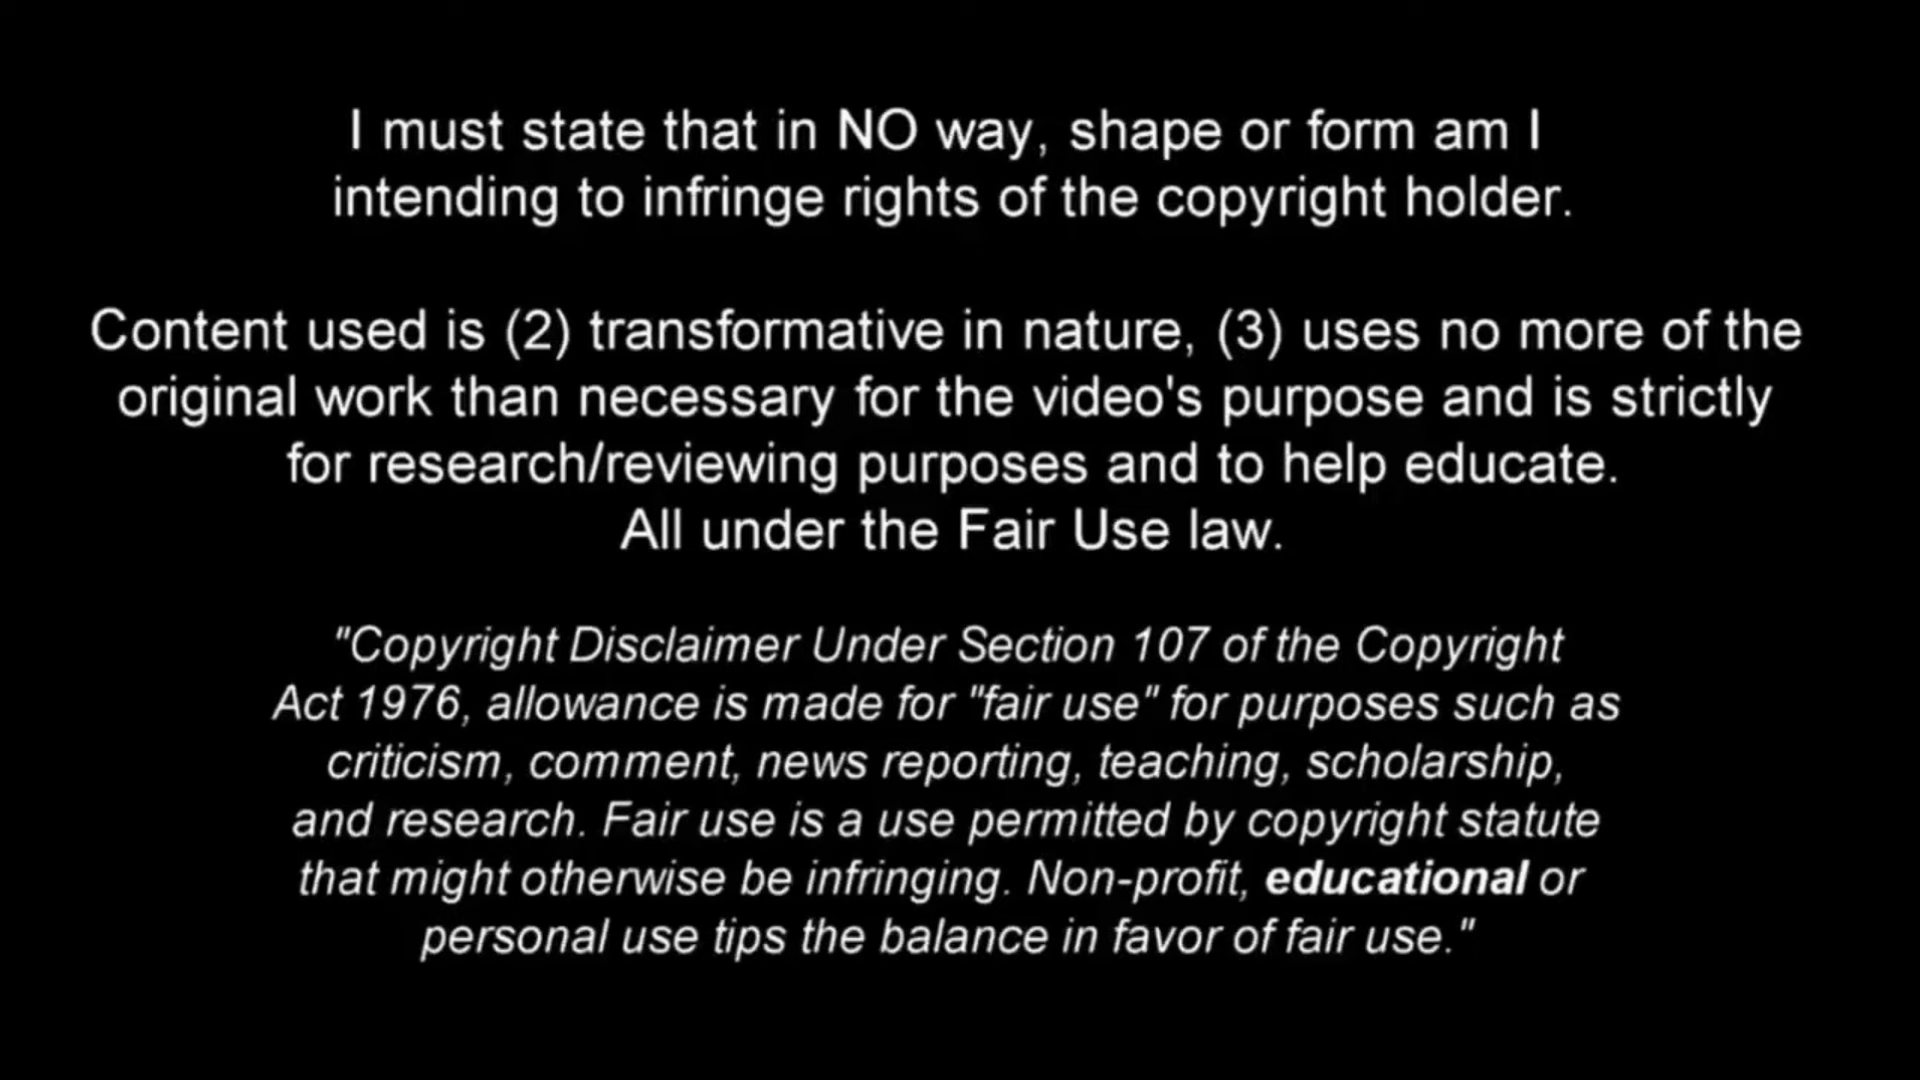 I must state that in NO way, shape or form am I
intending to infringe rights of the copyright holder.
Content used is (2) transformative in nature, (3) uses no more of the
original work than necessary for the video's purpose and is strictly
for research/reviewing purposes and to help educate.
All under the Fair Use law.
"Copyright Disclaimer Under Section 107 of the Copyright
Act 1976, allowance is made for "fair use" for purposes such as
criticism, comment, news reporting, teaching, scholarship,
and research. Fair use is a use permitted by copyright statute
that might otherwise be infringing. Non-profit, educational or
personal use tips the balance in favor of fair use."